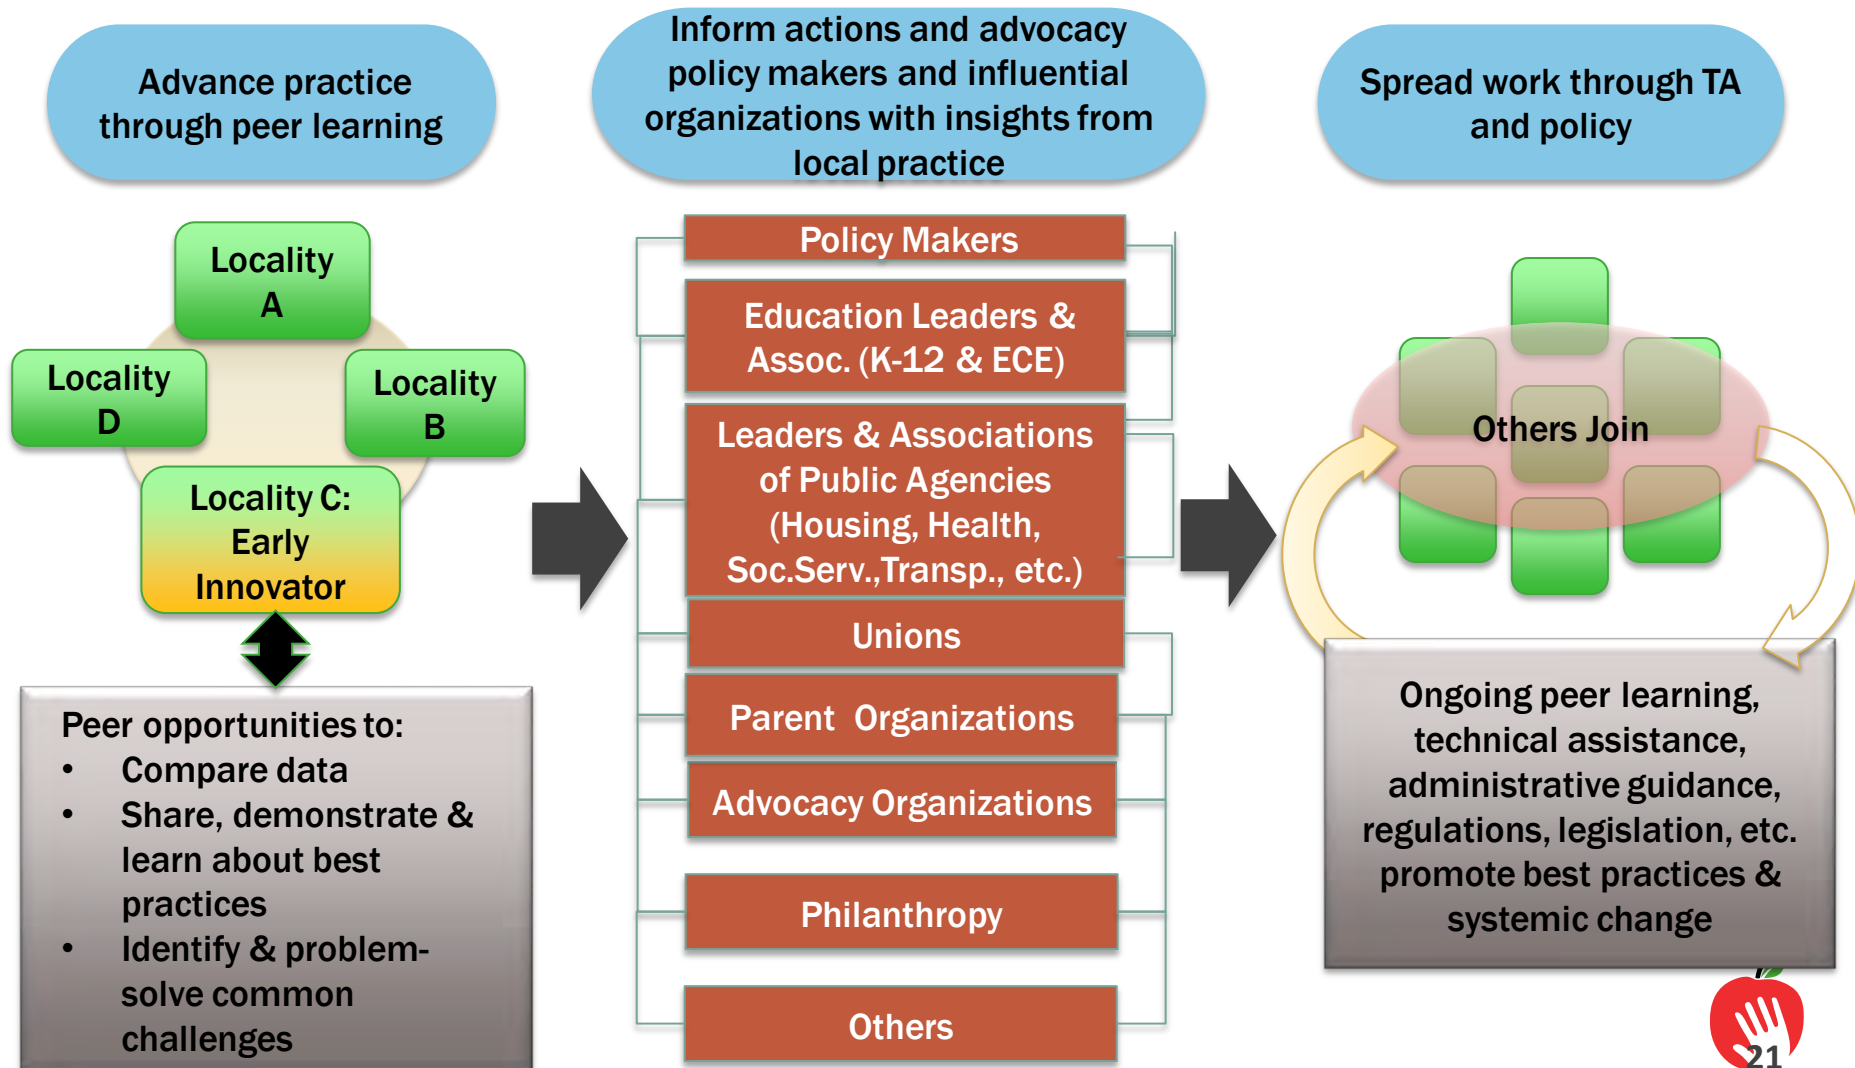 Advance practice
through peer learning
Inform actions and advocacy
policy makers and influential
organizations with insights from
local practice
Spread work through TA
and policy
Locality
A
Locality
D
Locality
B
Locality C:
Early
Innovator
Peer opportunities to:
• Compare data
• Share, demonstrate &
learn about best
practices
• Identify & problem-
solve common
challenges
Policy Makers
Education Leaders &
Assoc. (K-12 & ECE)
Leaders & Associations
of Public Agencies
(Housing, Health,
Soc.Serv.,Transp., etc.)
Unions
Parent Organizations
Advocacy Organizations
Philanthropy
Others
Others Join
Ongoing peer learning,
technical assistance,
administrative guidance,
regulations, legislation, etc.
promote best practices &
systemic change
21